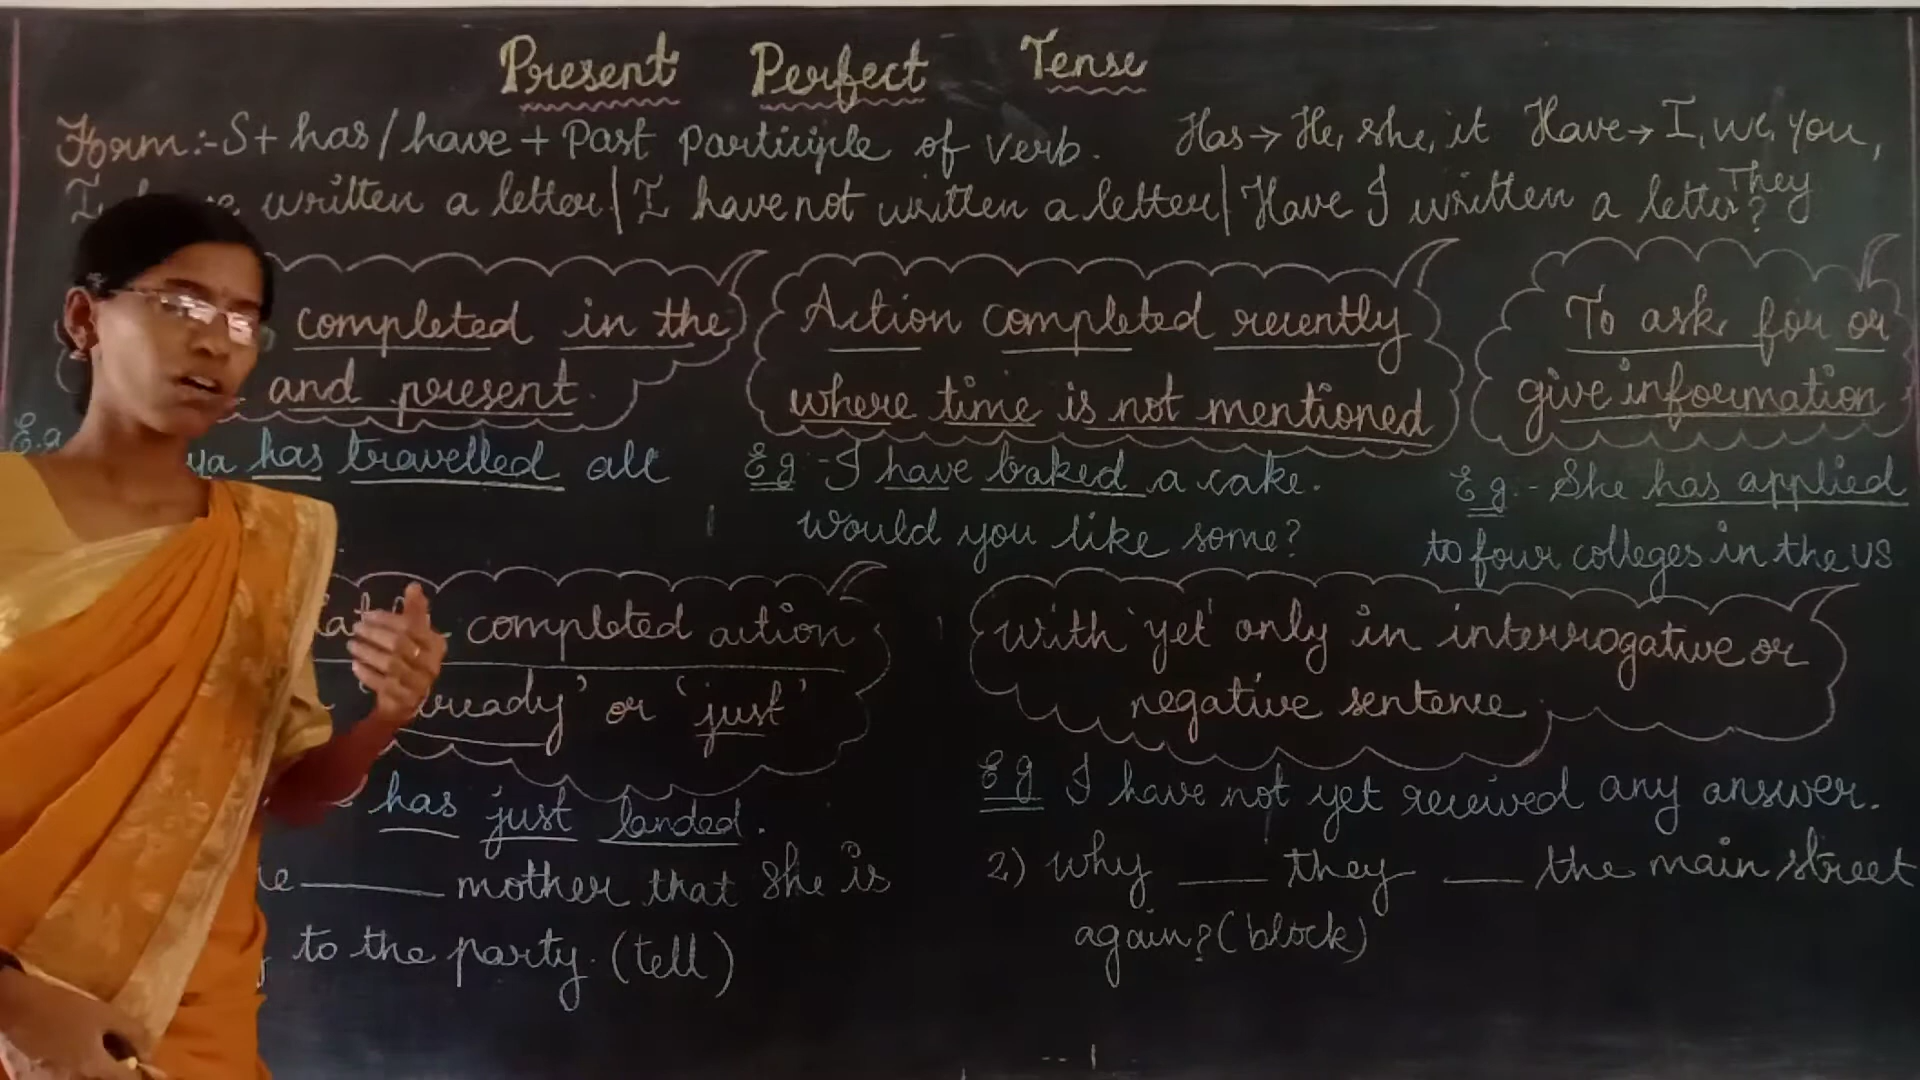 Present Perfect Tense
Form:- S + has / have + Past Participle of verb. Has → He, she, it Have → I, we, you,
They
I written a letter. | I have not written a letter | Have I written a letter?
completed in the
and present.
Action completed recently
where time is not mentioned
To ask for or
give information
E.g. has travelled all
Eg :- I have baked a cake.
would you like some?
Eg :- She has applied
to four colleges in the US
completed action
or 'just'
with 'yet' only in interrogative or
negative sentence.
has just landed.
Eg I have not yet received any answer.
____ mother that she is
to the party. (tell)
2) why ___ they ___ the main street
again? (block)